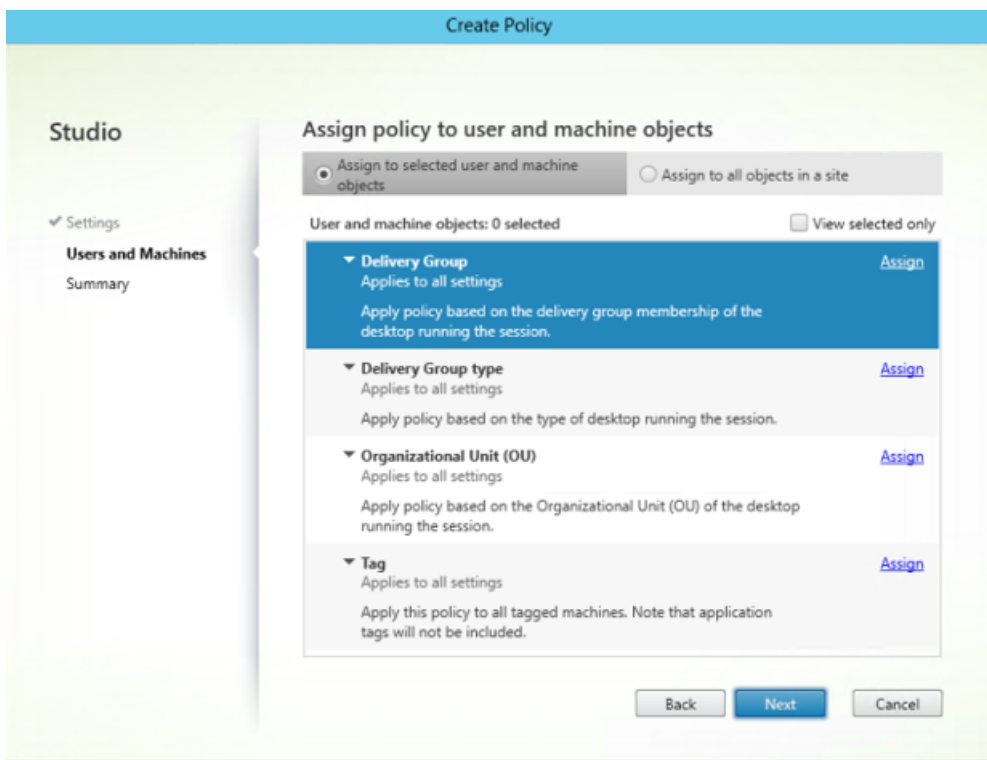 Create Policy
Studio
Settings
Users and Machines
Summary
Assign policy to user and machine objects
Assign to selected user and machine
objects
Assign to all objects in a site
User and machine objects: 0 selected
View selected only
Delivery Group
Assign
Applies to all settings
Apply policy based on the delivery group membership of the
desktop running the session.
Delivery Group type
Assign
Applies to all settings
Apply policy based on the type of desktop running the session.
Organizational Unit (OU)
Assign
Applies to all settings
Apply policy based on the Organizational Unit (OU) of the desktop
running the session.
Tag
Assign
Applies to all settings
Apply this policy to all tagged machines. Note that application
tags will not be included.
Back
Next
Cancel